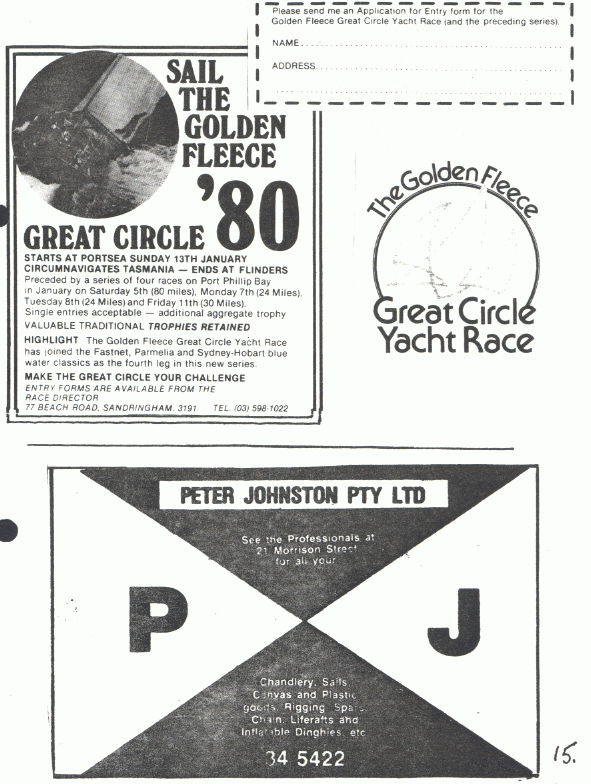 Please send me an Application for Entry form for the
Golden Fleece Great Circle Yacht Race (and the preceding series).
NAME
ADDRESS
SAIL
THE
GOLDEN
FLEECE
'80
GREAT CIRCLE
STARTS AT PORTSEA SUNDAY 13TH JANUARY
CIRCUMNAVIGATES TASMANIA — ENDS AT FLINDERS
Preceded by a series of four races on Port Phillip Bay
in January on Saturday 5th (80 miles), Monday 7th (24 Miles),
Tuesday 8th (24 Miles) and Friday 11th (30 Miles).
Single entries acceptable — additional aggregate trophy
VALUABLE TRADITIONAL TROPHIES RETAINED
HIGHLIGHT The Golden Fleece Great Circle Yacht Race
has joined the Fastnet, Parmelia and Sydney-Hobart blue
water classics as the fourth leg in this new series.
MAKE THE GREAT CIRCLE YOUR CHALLENGE
ENTRY FORMS ARE AVAILABLE FROM THE
RACE DIRECTOR
77 BEACH ROAD, SANDRINGHAM. 3191. TEL. (03) 598-1022
The Golden Fleece
Great Circle
Yacht Race
PETER JOHNSTON PTY LTD
See the Professionals at
21 Morrison Street
for all your
P J
Chandlery, Sails,
Canvas and Plastic
goods, Rigging Spars,
Chain, Liferafts and
Inflatable Dinghies, etc
34 5422
15.